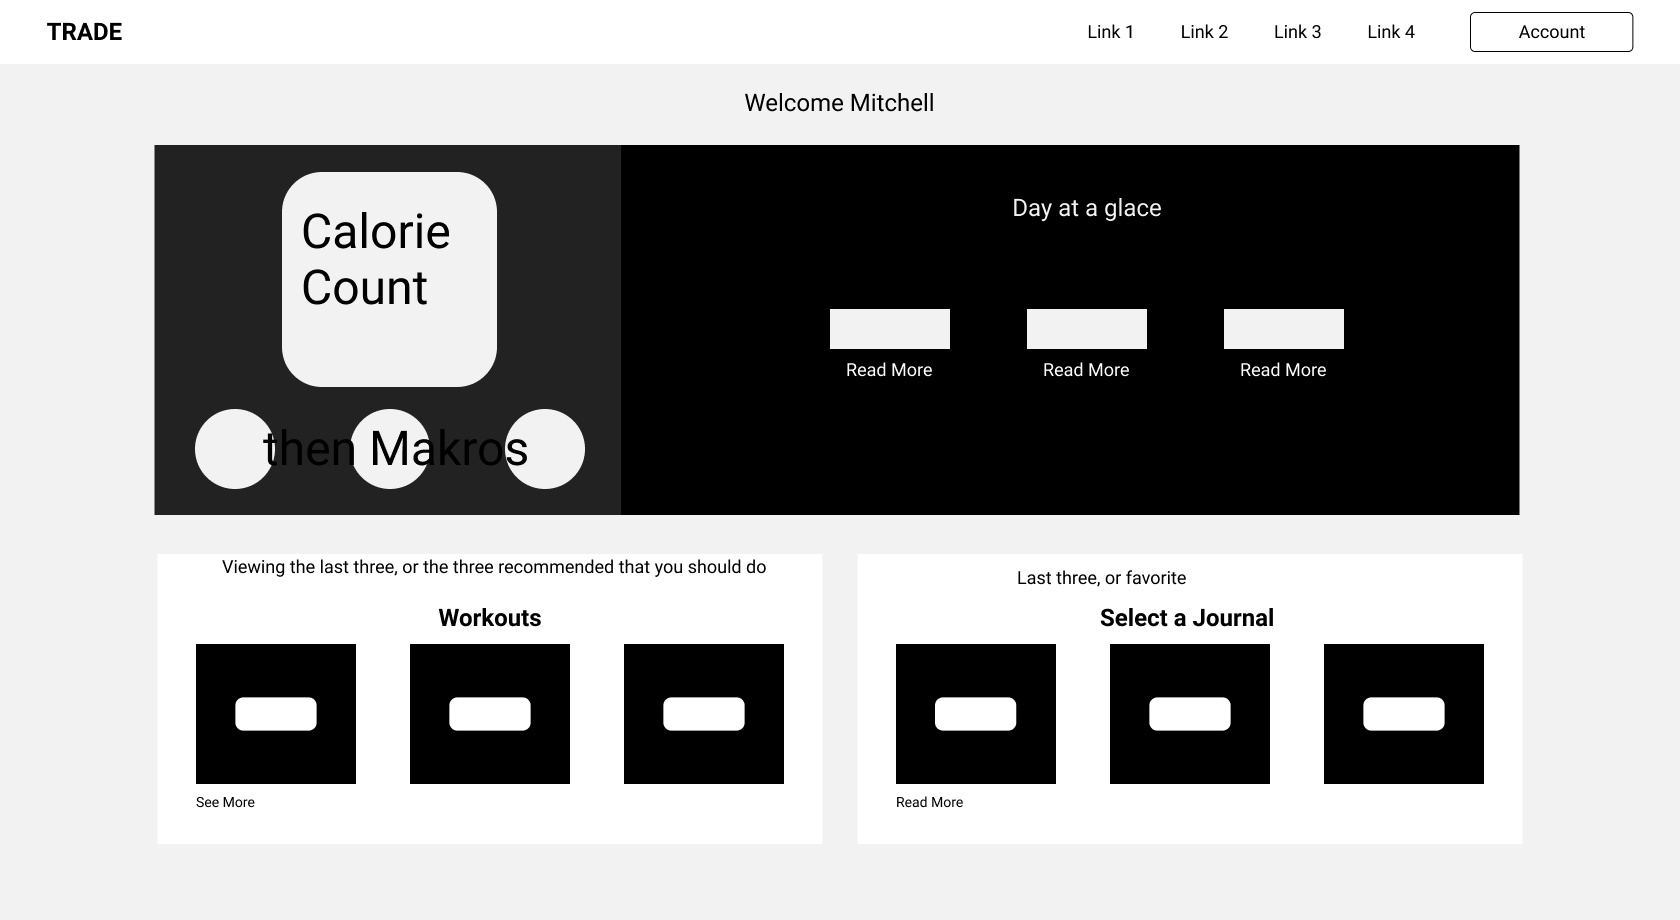 TRADE
Link 1
Link 2
Link 3
Link 4
Account
Welcome Mitchell
Calorie
Count
then Makros
Day at a glace
Read More
Read More
Read More
Viewing the last three, or the three recommended that you should do
Workouts
See More
Last three, or favorite
Select a Journal
Read More